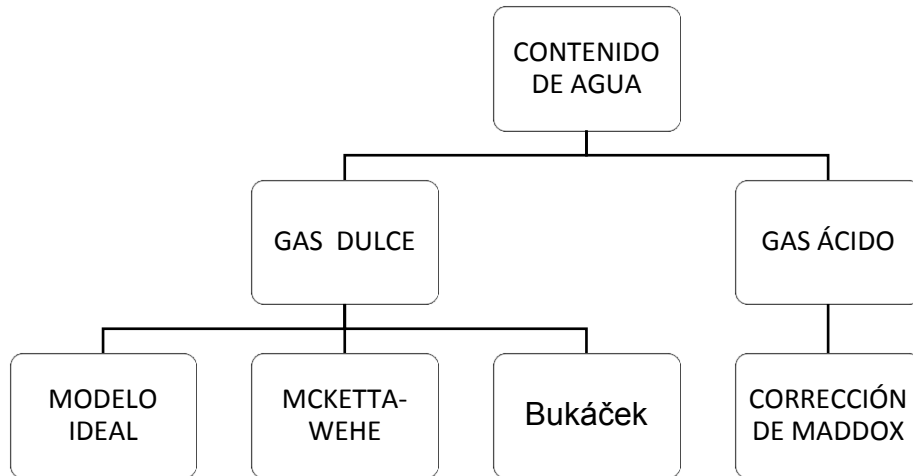 CONTENIDO
DE AGUA
GAS DULCE
GAS ÁCIDO
MODELO
IDEAL
MCKETTA-
WEHE
Bukáček
CORRECCIÓN
DE MADDOX